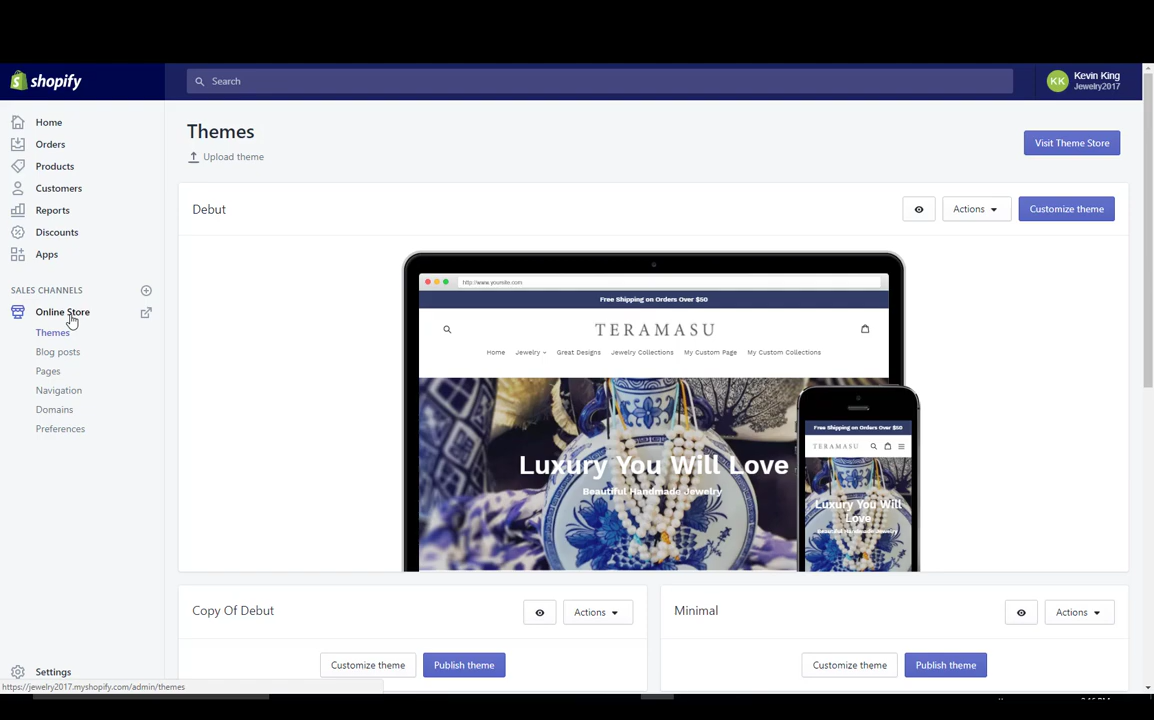 shopify
Search
KK
Kevin King
Jewelry2017
Home
Orders
Products
Customers
Reports
Discounts
Apps
SALES CHANNELS
Online Store
Themes
Blog posts
Pages
Navigation
Domains
Preferences
Settings
https://jewelry2017.myshopify.com/admin/themes
Themes
Upload theme
Visit Theme Store
Debut
Actions
Customize theme
http://www.yoursite.com
Free Shipping on Orders Over $50
TERAMASU
Home Jewelry Great Designs Jewelry Collections My Custom Page My Custom Collections
Luxury You Will Love
Beautiful Handmade Jewelry
Free Shipping on Orders Over $50
TERAMASU
Luxury You Will
Love
Beautiful Handmade Jewelry
Copy Of Debut
Actions
Customize theme
Publish theme
Minimal
Actions
Customize theme
Publish theme